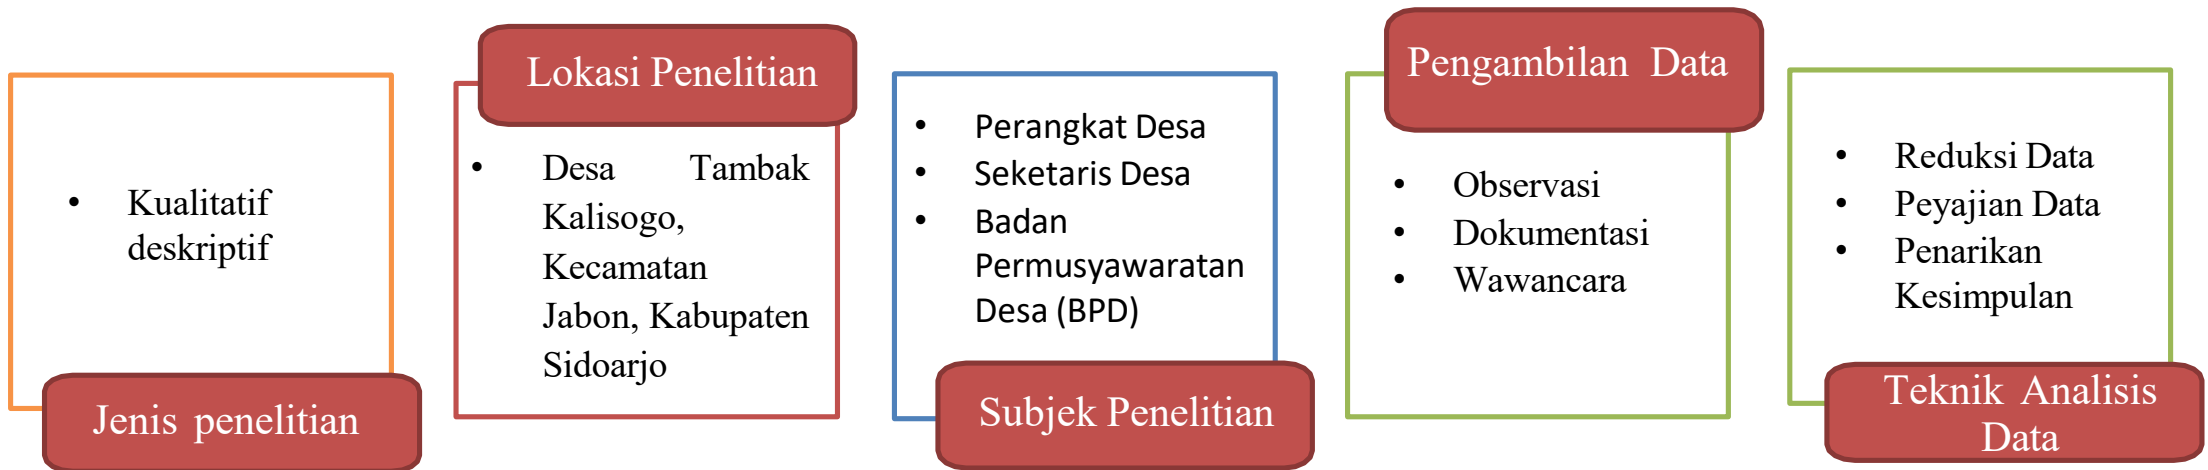 Kualitatif
deskriptif
Jenis penelitian
Lokasi Penelitian
Desa Tambak
Kalisogo,
Kecamatan
Jabon, Kabupaten
Sidoarjo
Perangkat Desa
Seketaris Desa
Badan
Permusyawaratan
Desa (BPD)
Subjek Penelitian
Pengambilan Data
Observasi
Dokumentasi
Wawancara
Reduksi Data
Peyajian Data
Penarikan
Kesimpulan
Teknik Analisis
Data